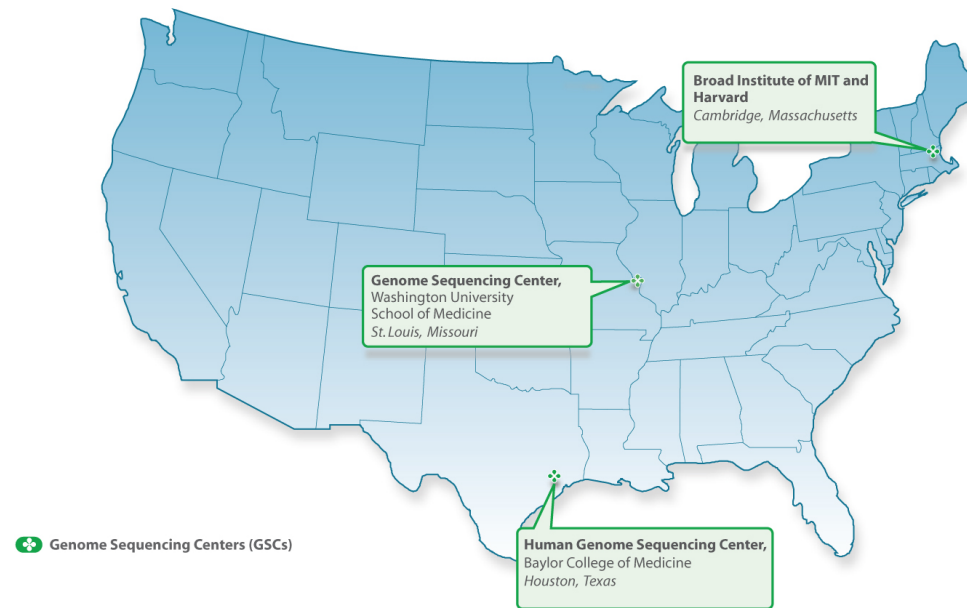 Broad Institute of MIT and
Harvard
Cambridge, Massachusetts
Genome Sequencing Center,
Washington University
School of Medicine
St. Louis, Missouri
Human Genome Sequencing Center,
Baylor College of Medicine
Houston, Texas
Genome Sequencing Centers (GSCs)